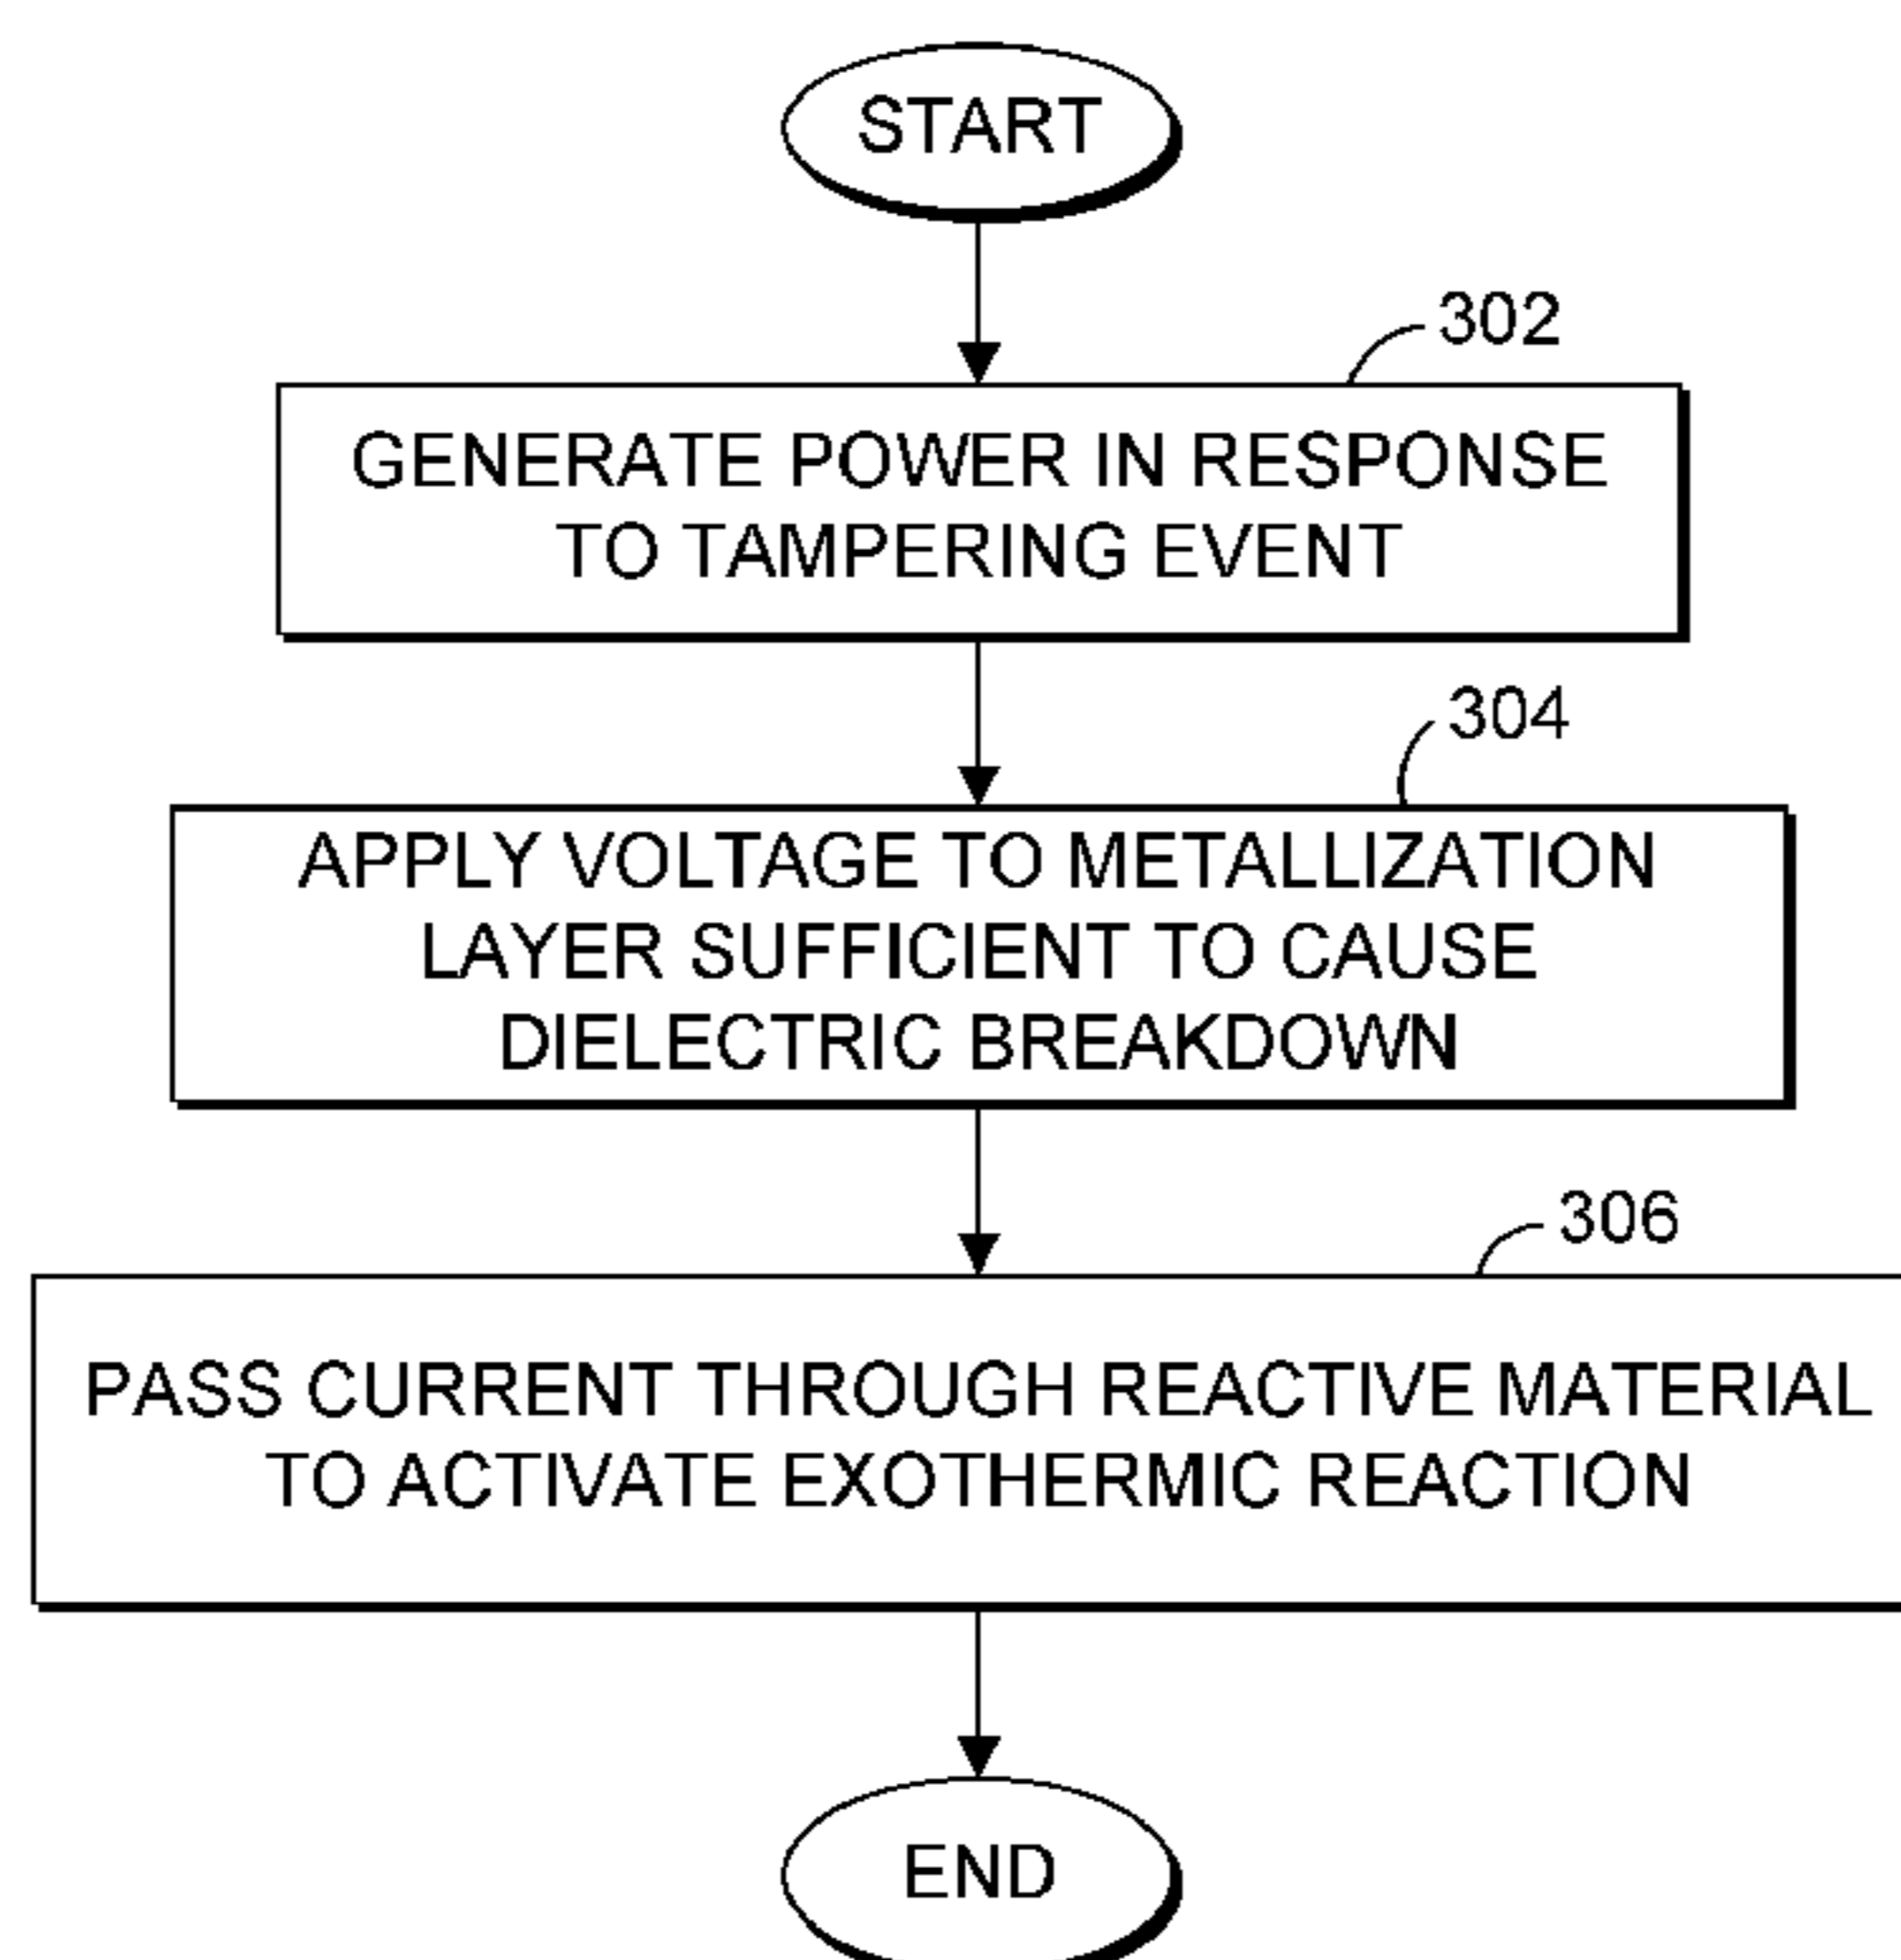 START
302
GENERATE POWER IN RESPONSE
TO TAMPERING EVENT
304
APPLY VOLTAGE TO METALLIZATION
LAYER SUFFICIENT TO CAUSE
DIELECTRIC BREAKDOWN
306
PASS CURRENT THROUGH REACTIVE MATERIAL
TO ACTIVATE EXOTHERMIC REACTION
END